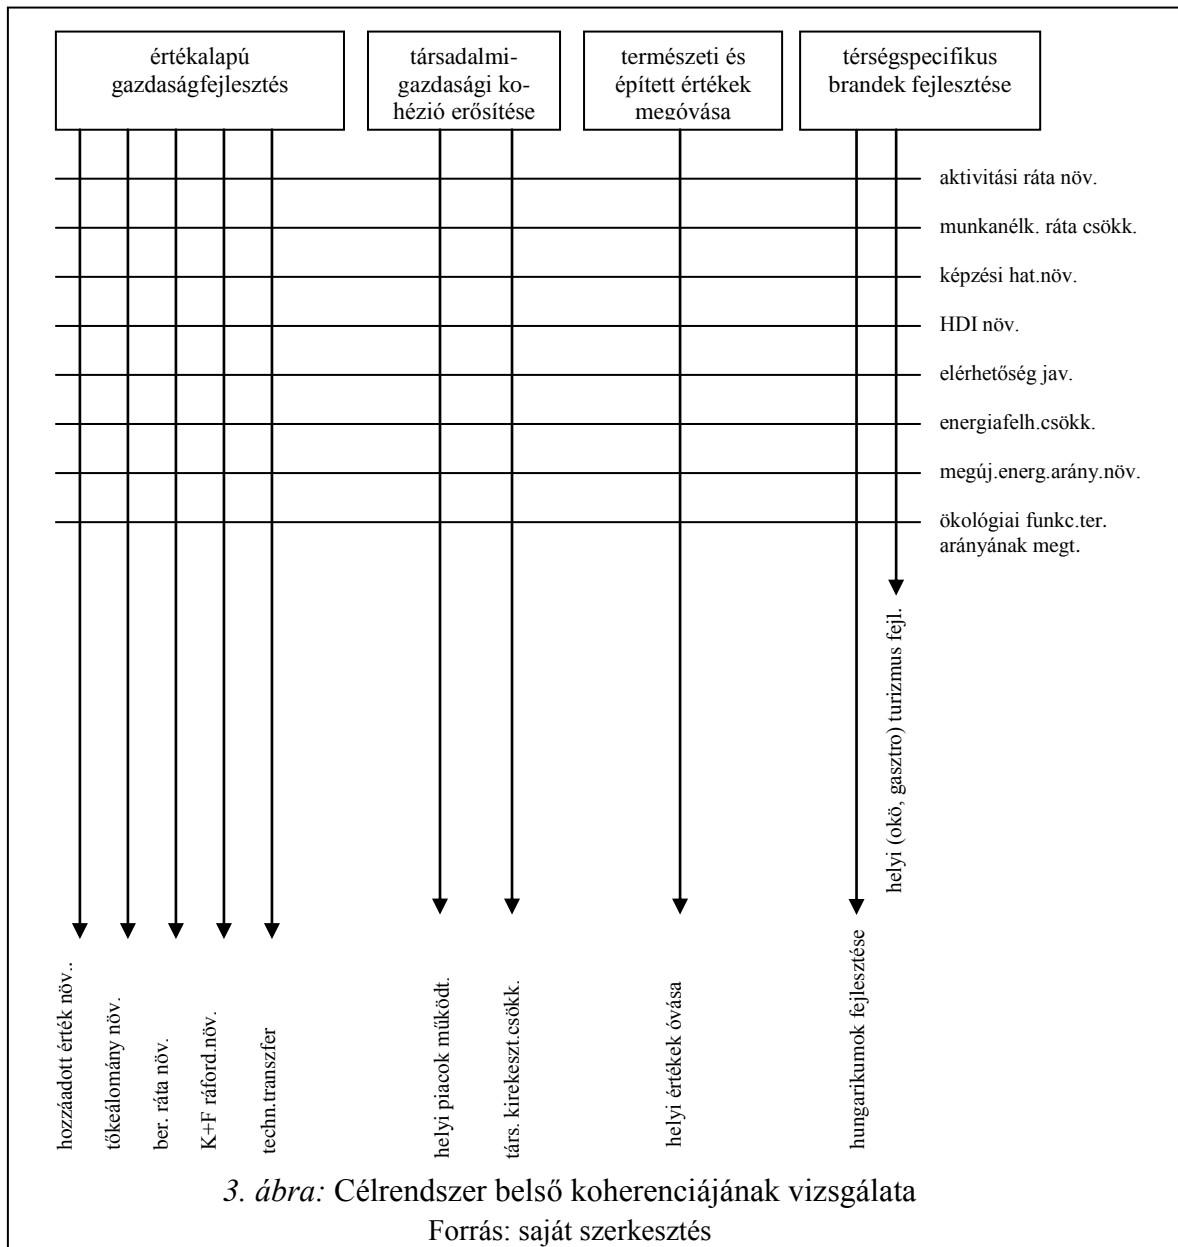 értékalapú
gazdaságfejlesztés
társadalmi-
gazdasági ko-
hézió erősítése
természeti és
épített értékek
megóvása
térségspecifikus
brandek fejlesztése
aktivitási ráta növ.
munkanélk. ráta csökk.
képzési hat.növ.
HDI növ.
elérhetőség jav.
energiafelh.csökk.
megúj.energ.arány.növ.
ökológiai funkc.ter.
arányának megt.
hozzáadott érték növ..
tőkeálomány növ.
ber. ráta növ.
K+F ráford.növ.
techn.transzfer
helyi piacok működt.
társ. kirekeszt.csökk.
helyi értékek óvása
hungarikumok fejlesztése
helyi (okö, gasztro) turizmus fejl.
3. ábra: Célrendszer belső koherenciájának vizsgálata
Forrás: saját szerkesztés